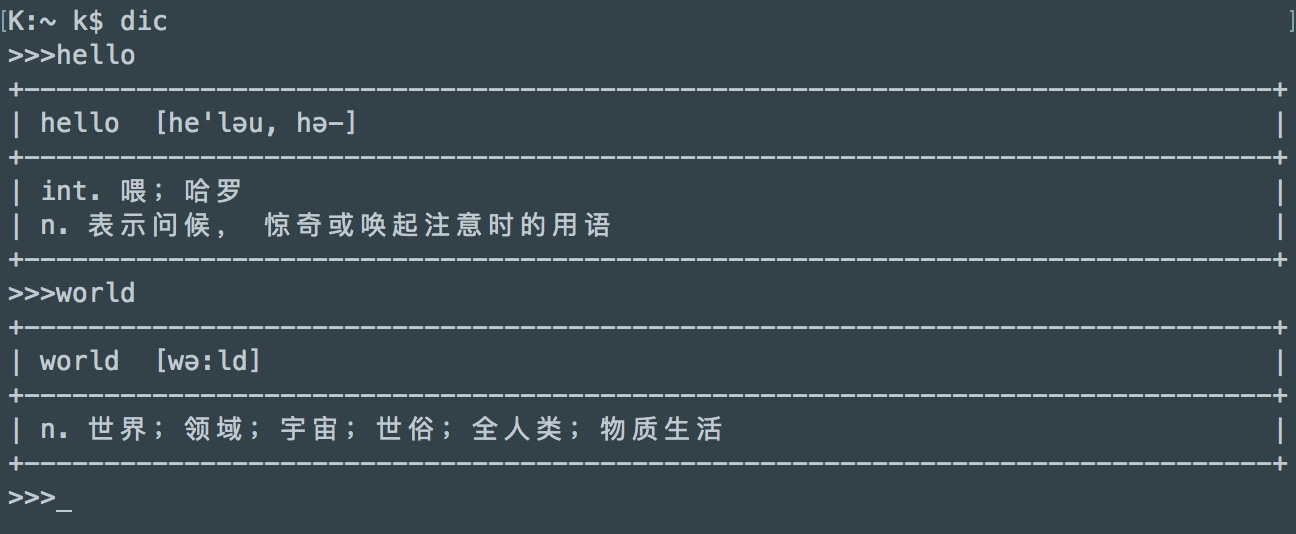 [K:~ k$ dic ]
>>>hello
+------------------------------------------------------------------------------+
| hello  [he'ləu, hə-] |
+------------------------------------------------------------------------------+
| int. 喂；哈罗 |
| n. 表示问候， 惊奇或唤起注意时的用语 |
+------------------------------------------------------------------------------+
>>>world
+------------------------------------------------------------------------------+
| world  [wə:ld] |
+------------------------------------------------------------------------------+
| n. 世界；领域；宇宙；世俗；全人类；物质生活 |
+------------------------------------------------------------------------------+
>>>_